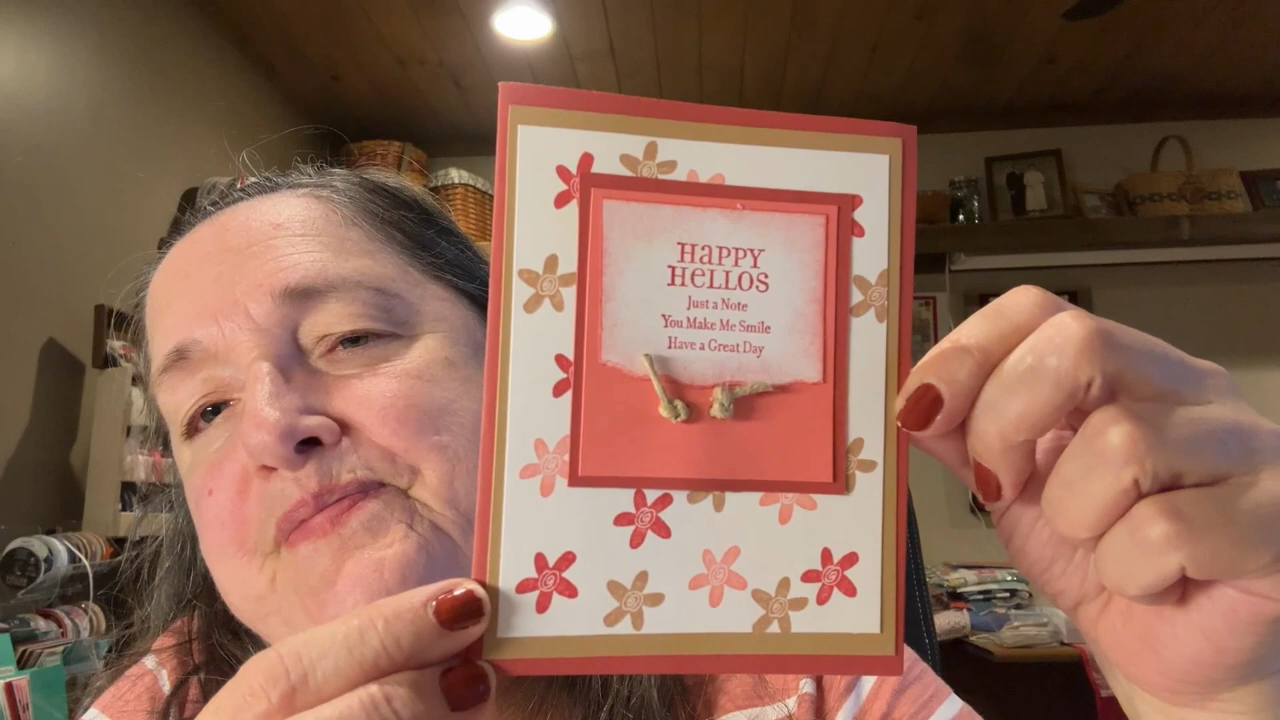 HaPPY
HELLOS
Just a Note
You Make Me Smile
Have a Great Day